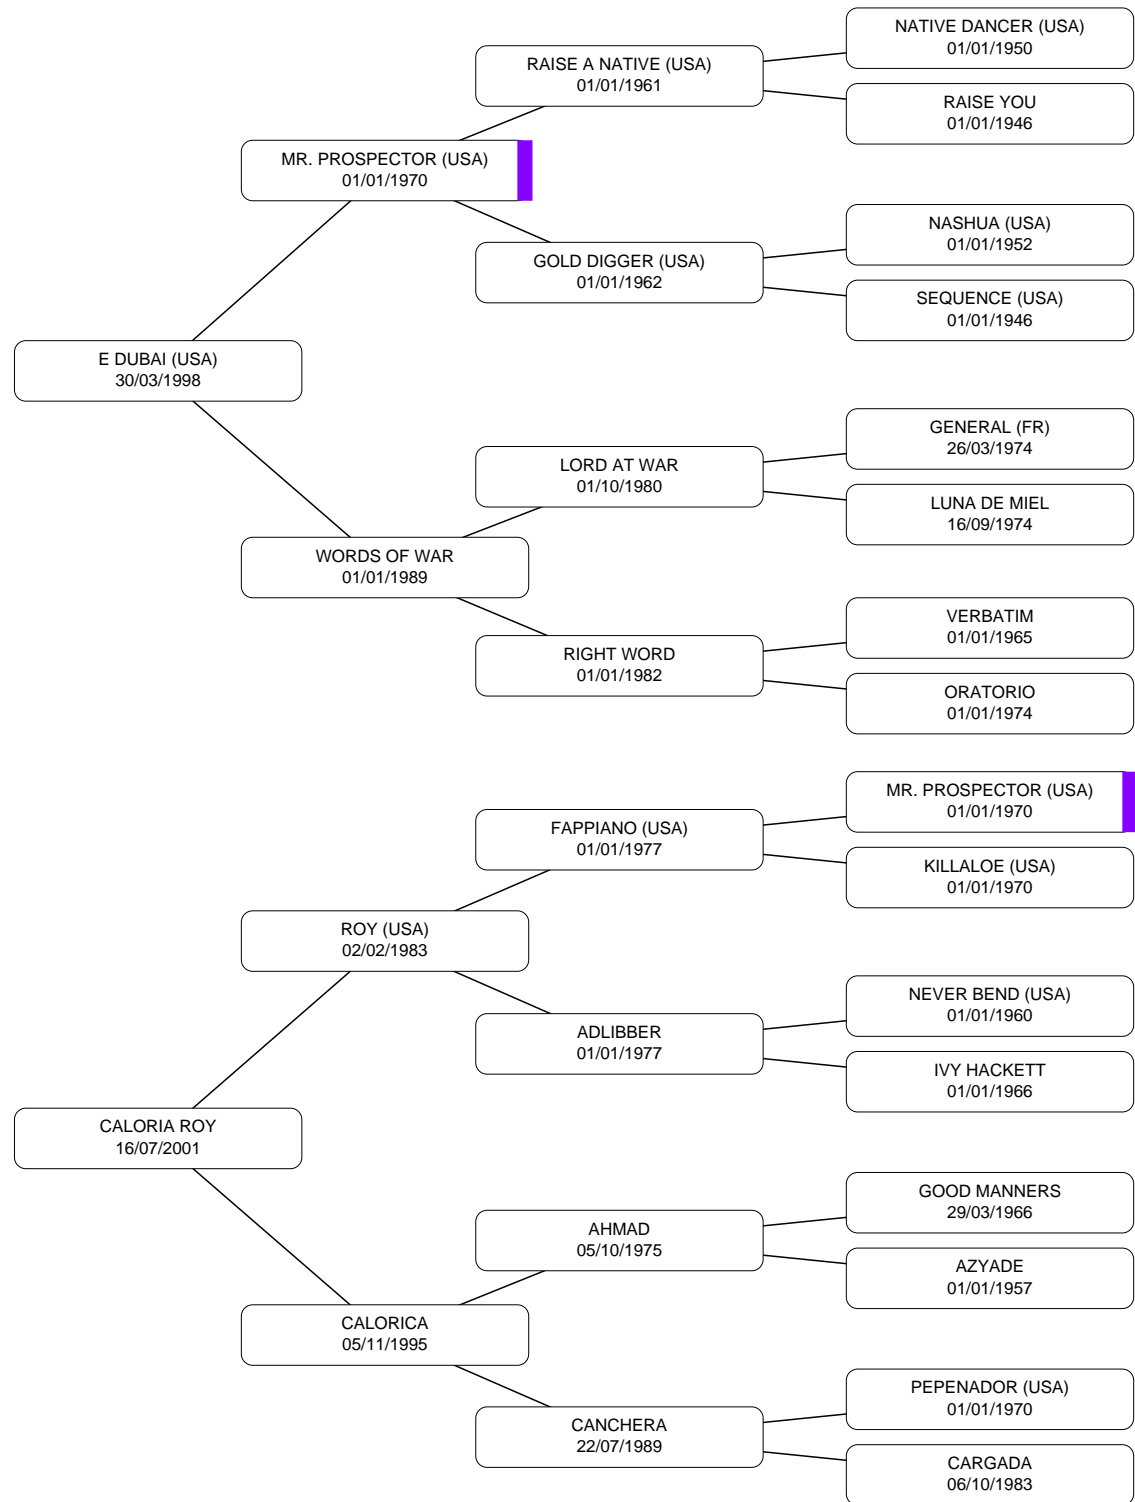 NATIVE DANCER (USA)
01/01/1950
RAISE A NATIVE (USA)
01/01/1961
RAISE YOU
01/01/1946
MR. PROSPECTOR (USA)
01/01/1970
NASHUA (USA)
01/01/1952
GOLD DIGGER (USA)
01/01/1962
SEQUENCE (USA)
01/01/1946
E DUBAI (USA)
30/03/1998
GENERAL (FR)
26/03/1974
LORD AT WAR
01/10/1980
LUNA DE MIEL
16/09/1974
WORDS OF WAR
01/01/1989
VERBATIM
01/01/1965
RIGHT WORD
01/01/1982
ORATORIO
01/01/1974
MR. PROSPECTOR (USA)
01/01/1970
FAPPIANO (USA)
01/01/1977
KILLALOE (USA)
01/01/1970
ROY (USA)
02/02/1983
NEVER BEND (USA)
01/01/1960
ADLIBBER
01/01/1977
IVY HACKETT
01/01/1966
CALORIA ROY
16/07/2001
GOOD MANNERS
29/03/1966
AHMAD
05/10/1975
AZYADE
01/01/1957
CALORICA
05/11/1995
PEPENADOR (USA)
01/01/1970
CANCHERA
22/07/1989
CARGADA
06/10/1983